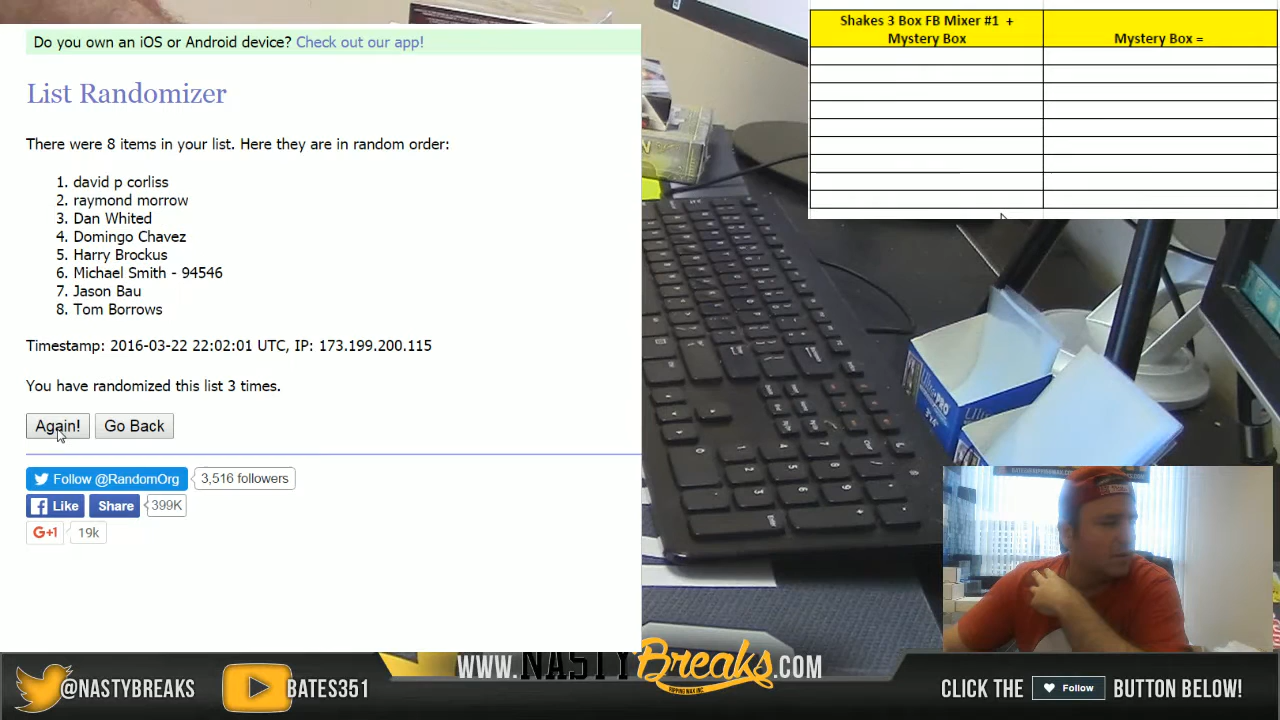 Do you own an iOS or Android device? Check out our app!
List Randomizer
There were 8 items in your list. Here they are in random order:
1. david p corliss
2. raymond morrow
3. Dan Whited
4. Domingo Chavez
5. Harry Brockus
6. Michael Smith - 94546
7. Jason Bau
8. Tom Borrows
Timestamp: 2016-03-22 22:02:01 UTC, IP: 173.199.200.115
You have randomized this list 3 times.
Again! Go Back
Follow @RandomOrg 3,516 followers
Like Share 399K
G+1 19k
Shakes 3 Box FB Mixer #1 +
Mystery Box
Mystery Box =
@NASTYBREAKS
BATES351
WWW.NASTYBreaks.COM
RIPPING WAX INC.
CLICK THE Follow BUTTON BELOW!